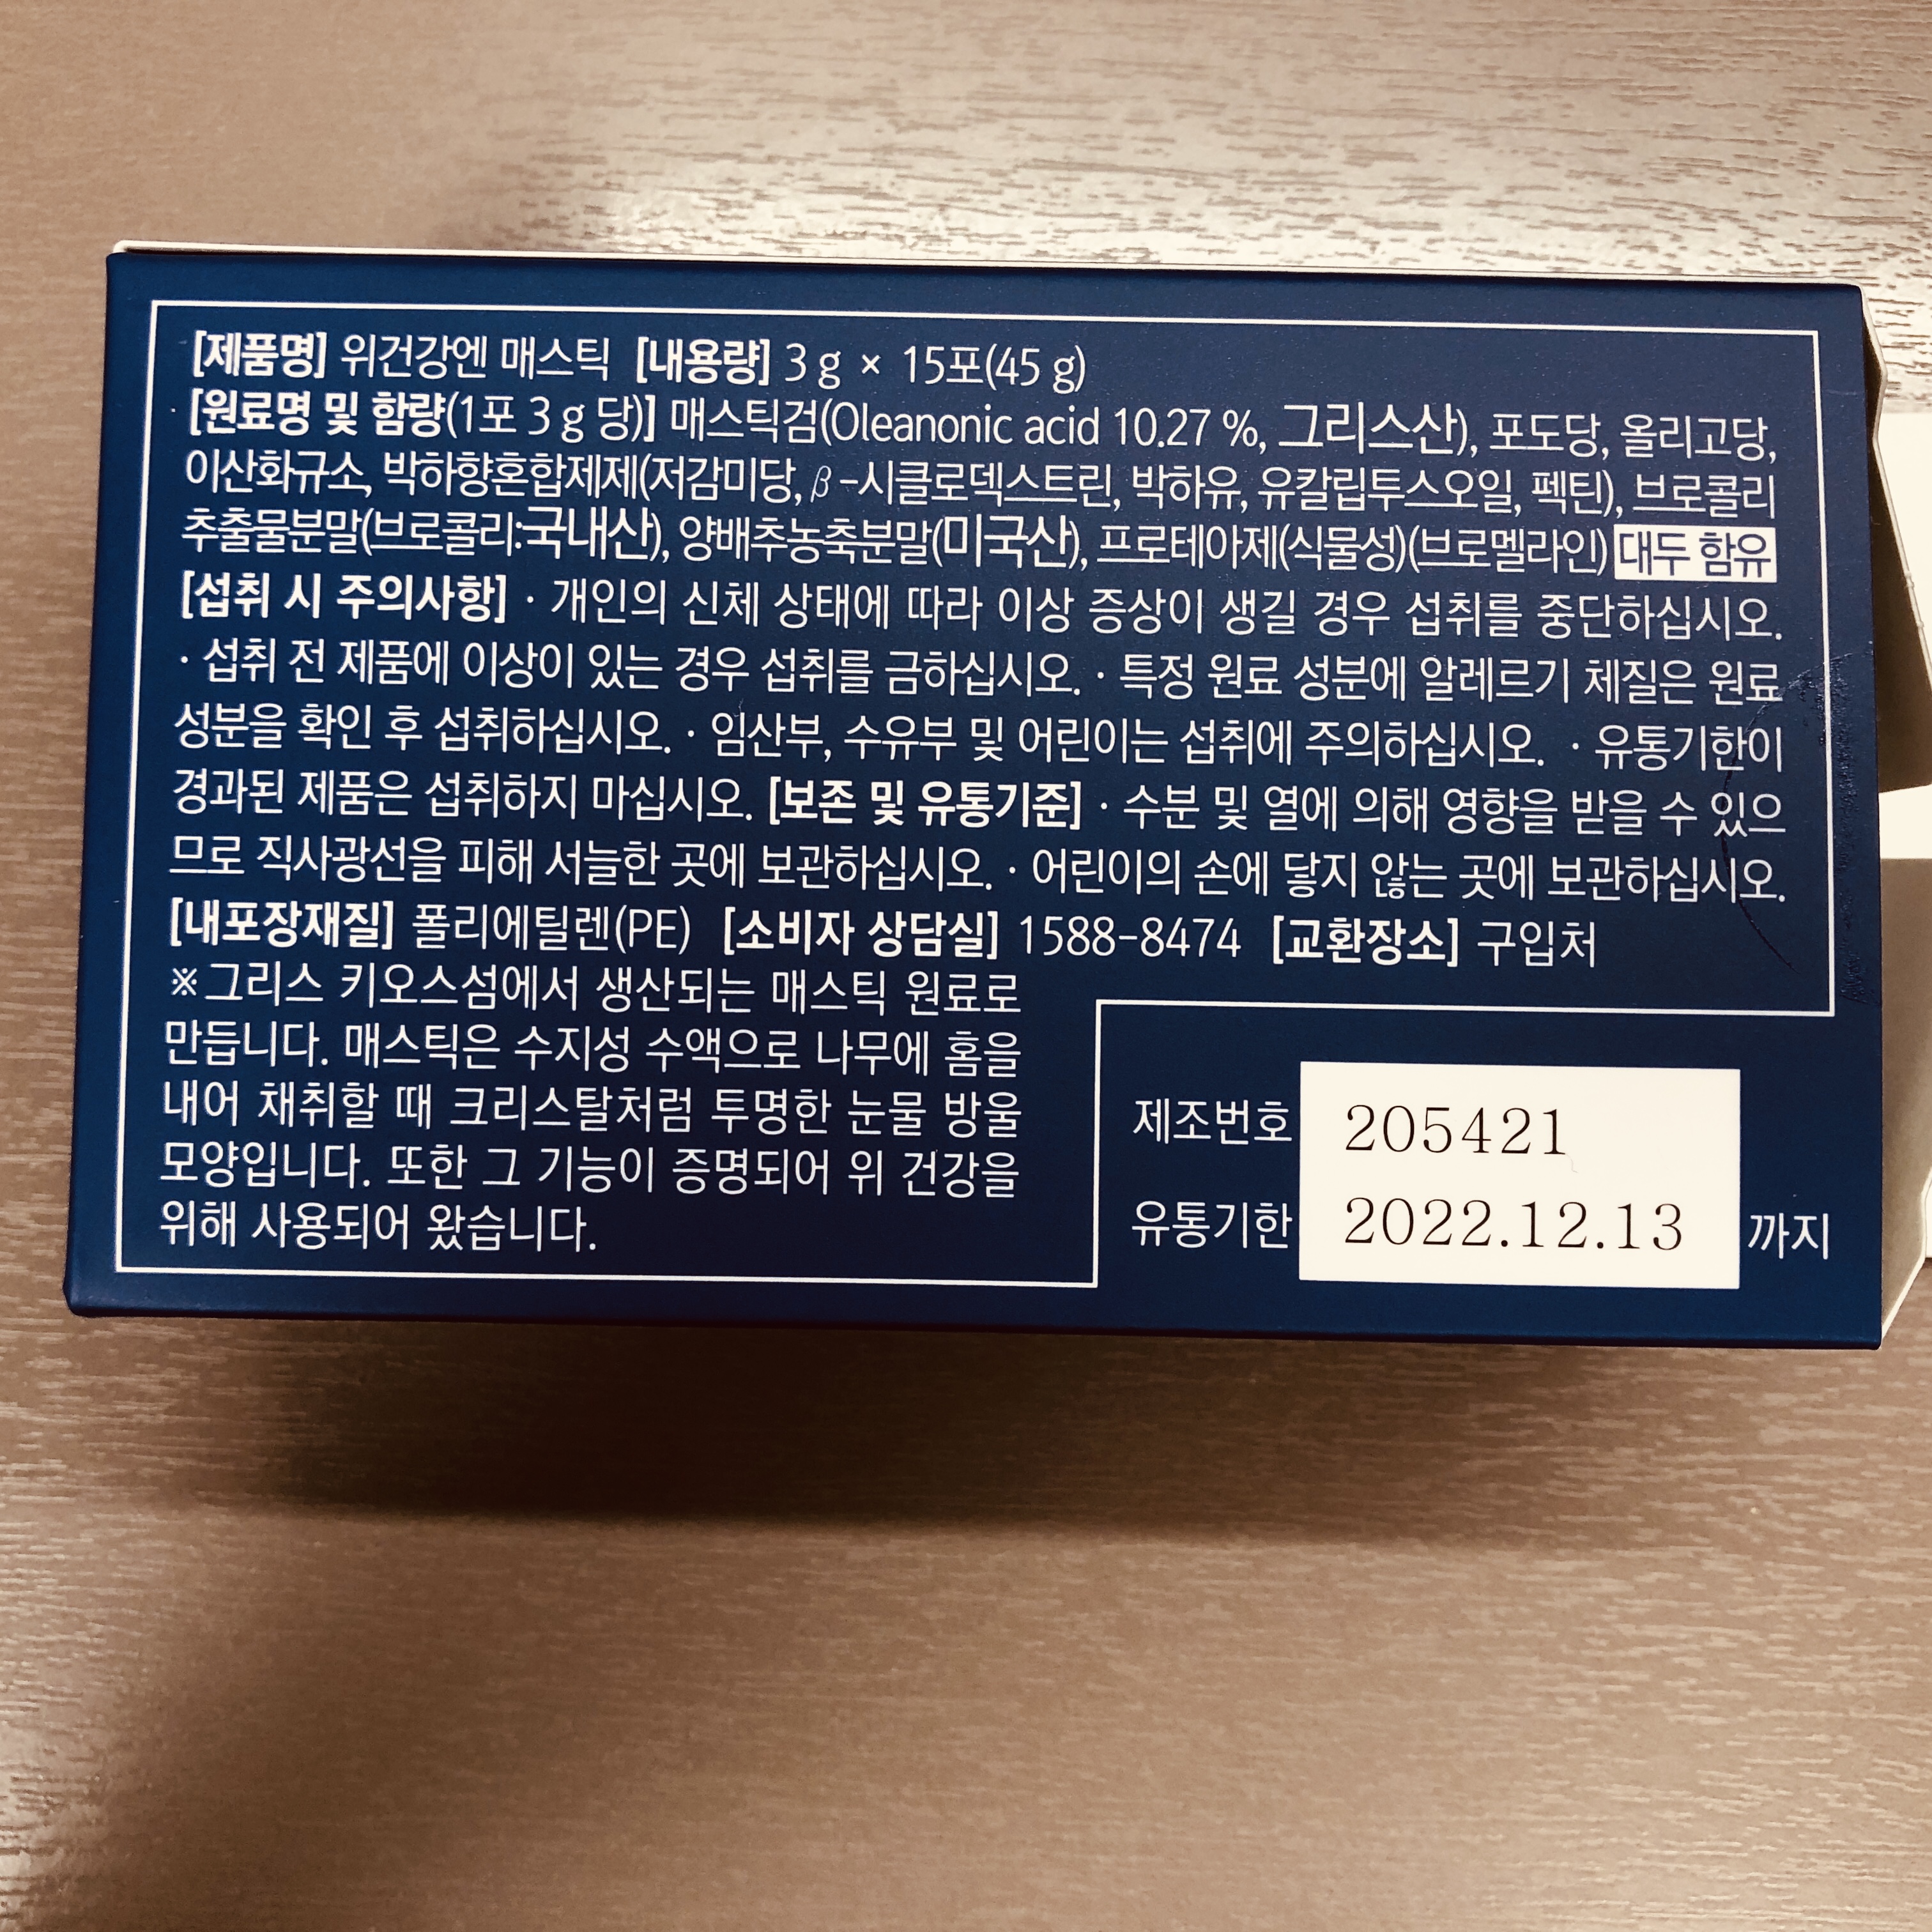 [제품명] 위건강엔 매스틱 [내용량] 3 g × 15포(45 g)
[원료명 및 함량(1포 3 g 당)] 매스틱검(Oleanonic acid 10.27 %, 그리스산), 포도당, 올리고당,
이산화규소, 박하향혼합제제(저감미당, β-시클로덱스트린, 박하유, 유칼립투스오일, 펙틴), 브로콜리
추출물분말(브로콜리:국내산), 양배추농축분말(미국산), 프로테아제(식물성)(브로멜라인) 대두 함유
[섭취 시 주의사항] · 개인의 신체 상태에 따라 이상 증상이 생길 경우 섭취를 중단하십시오.
· 섭취 전 제품에 이상이 있는 경우 섭취를 금하십시오. · 특정 원료 성분에 알레르기 체질은 원료
성분을 확인 후 섭취하십시오. · 임산부, 수유부 및 어린이는 섭취에 주의하십시오. · 유통기한이
경과된 제품은 섭취하지 마십시오. [보존 및 유통기준] · 수분 및 열에 의해 영향을 받을 수 있으
므로 직사광선을 피해 서늘한 곳에 보관하십시오. · 어린이의 손에 닿지 않는 곳에 보관하십시오.
[내포장재질] 폴리에틸렌(PE) [소비자 상담실] 1588-8474 [교환장소] 구입처
※그리스 키오스섬에서 생산되는 매스틱 원료로
만듭니다. 매스틱은 수지성 수액으로 나무에 홈을
내어 채취할 때 크리스탈처럼 투명한 눈물 방울
모양입니다. 또한 그 기능이 증명되어 위 건강을
위해 사용되어 왔습니다.
제조번호 205421
유통기한 2022.12.13 까지